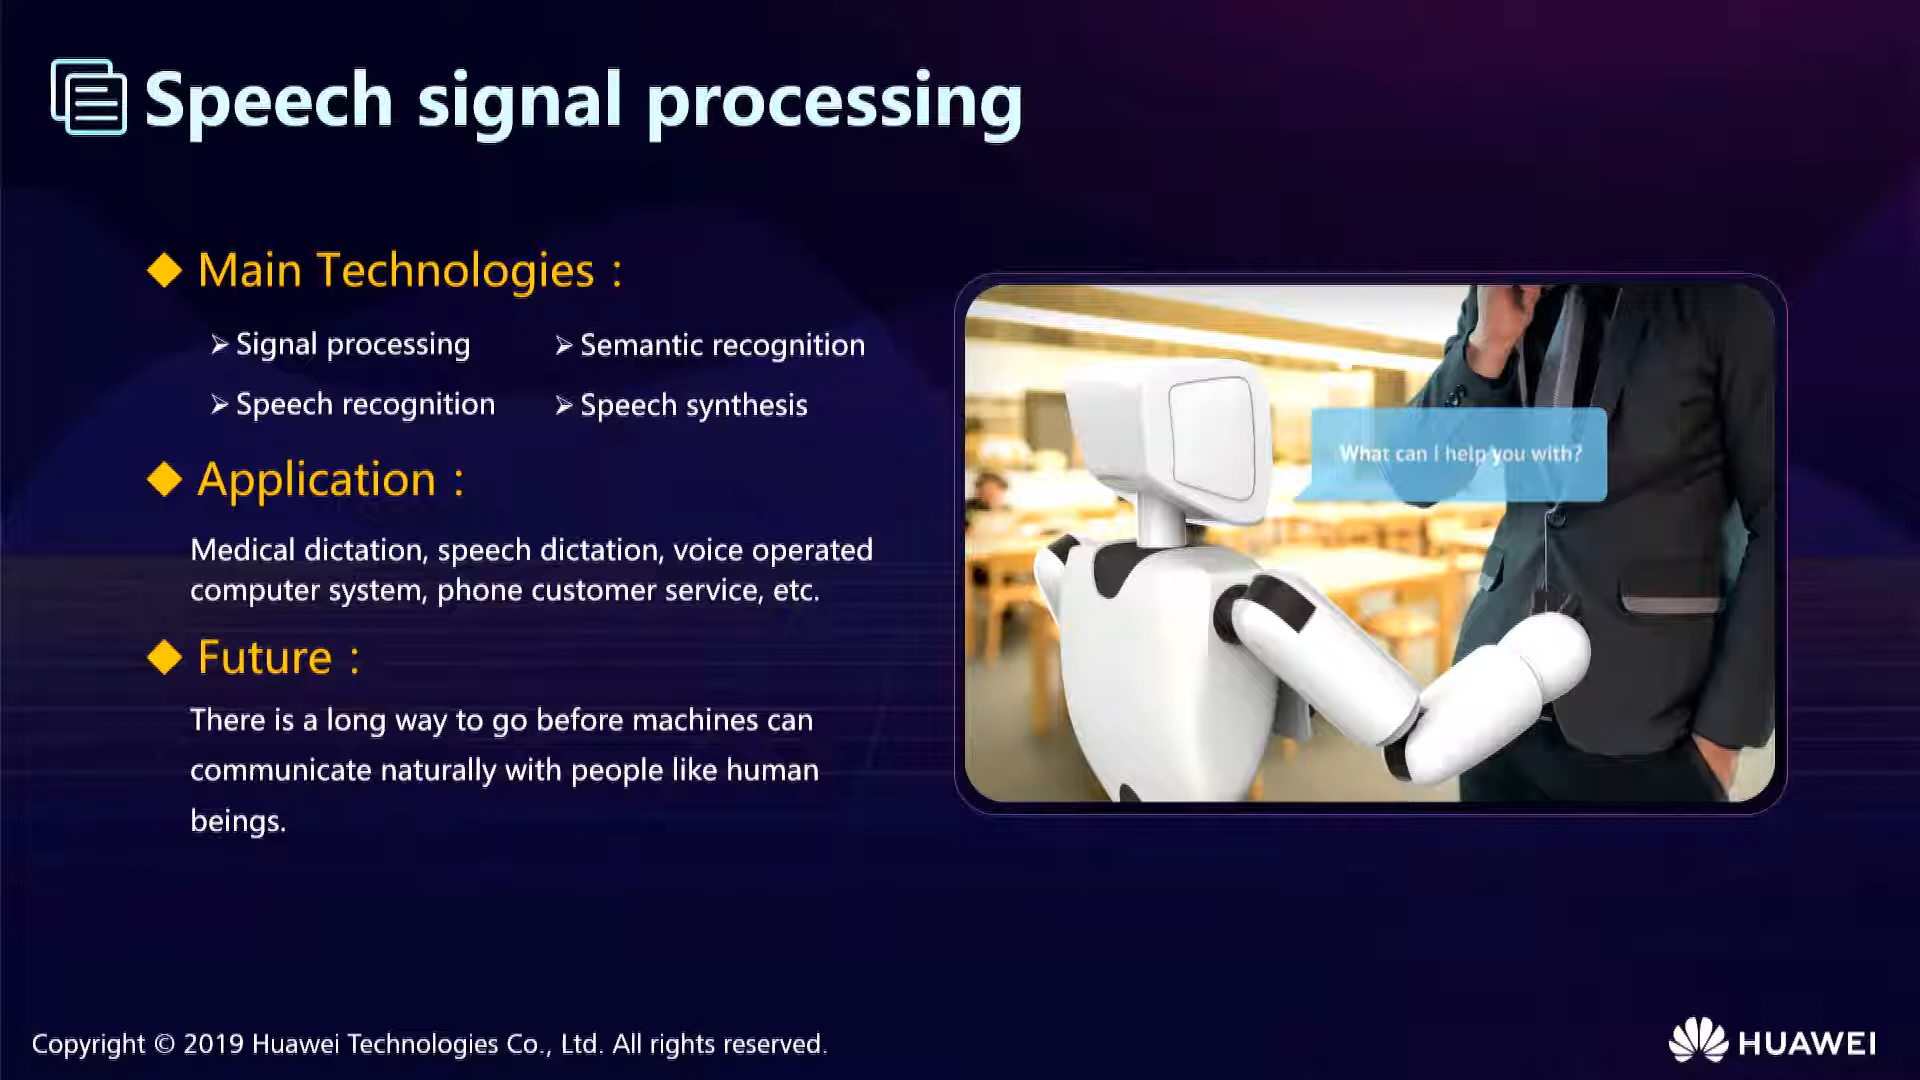 Speech signal processing
Main Technologies：
Signal processing
Semantic recognition
Speech recognition
Speech synthesis
Application：
Medical dictation, speech dictation, voice operated
computer system, phone customer service, etc.
Future：
There is a long way to go before machines can
communicate naturally with people like human
beings.
What can I help you with?
Copyright © 2019 Huawei Technologies Co., Ltd. All rights reserved.
HUAWEI